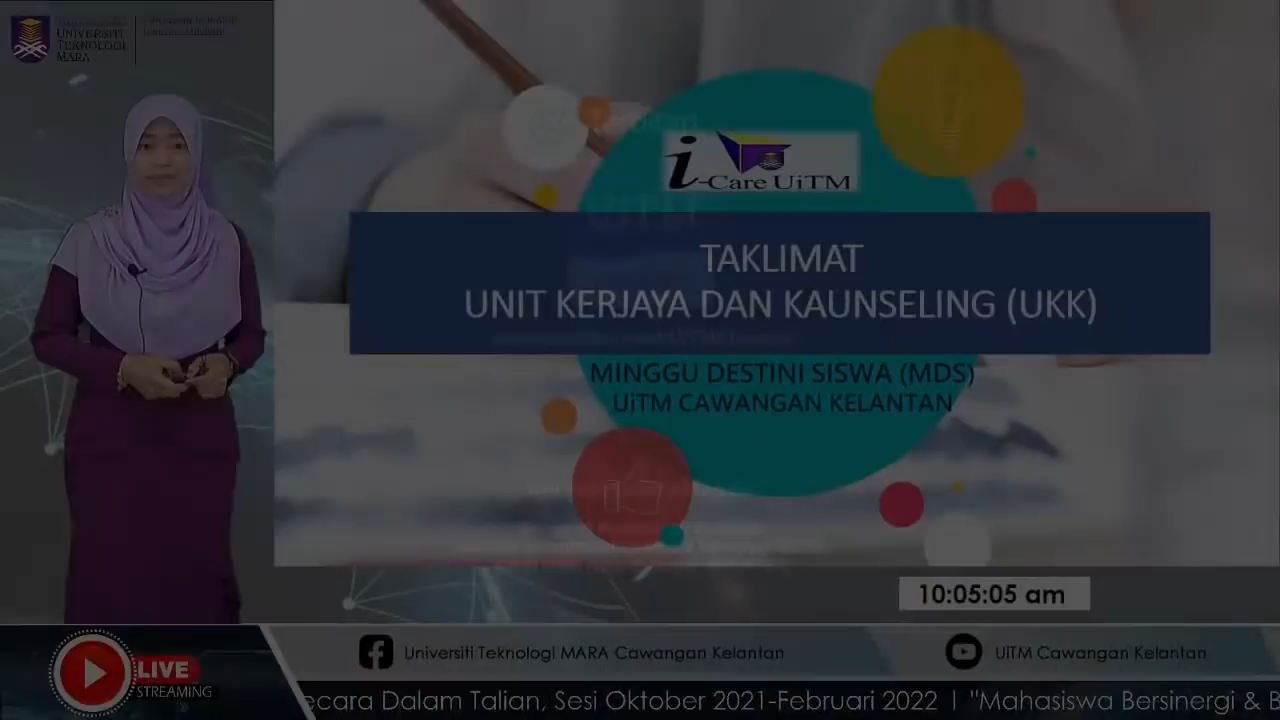 UNIVERSITI
TEKNOLOGI
MARA
i-Care UiTM
TAKLIMAT
UNIT KERJAYA DAN KAUNSELING (UKK)
MINGGU DESTINI SISWA (MDS)
UiTM CAWANGAN KELANTAN
10:05:05 am
LIVE
STREAMING
Universiti Teknologi MARA Cawangan Kelantan
UiTM Cawangan Kelantan
ecara Dalam Talian, Sesi Oktober 2021-Februari 2022 | "Mahasiswa Bersinergi & B